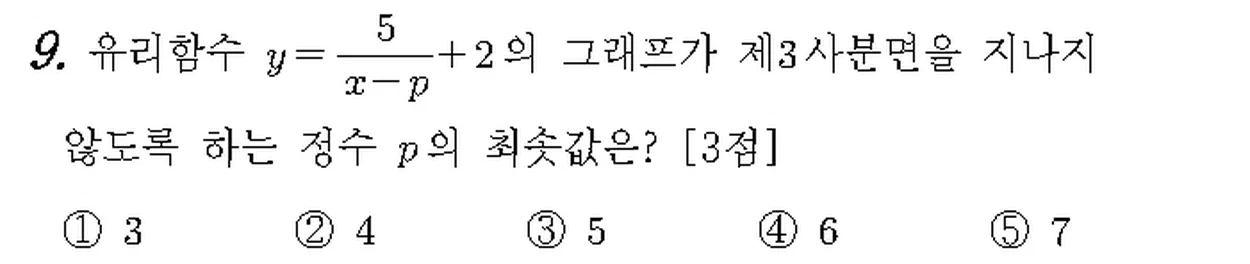 9. 유리함수 $y=\frac{5}{x-p}+2$의 그래프가 제3사분면을 지나지
않도록 하는 정수 $p$의 최솟값은? [3점]
① 3 ② 4 ③ 5 ④ 6 ⑤ 7